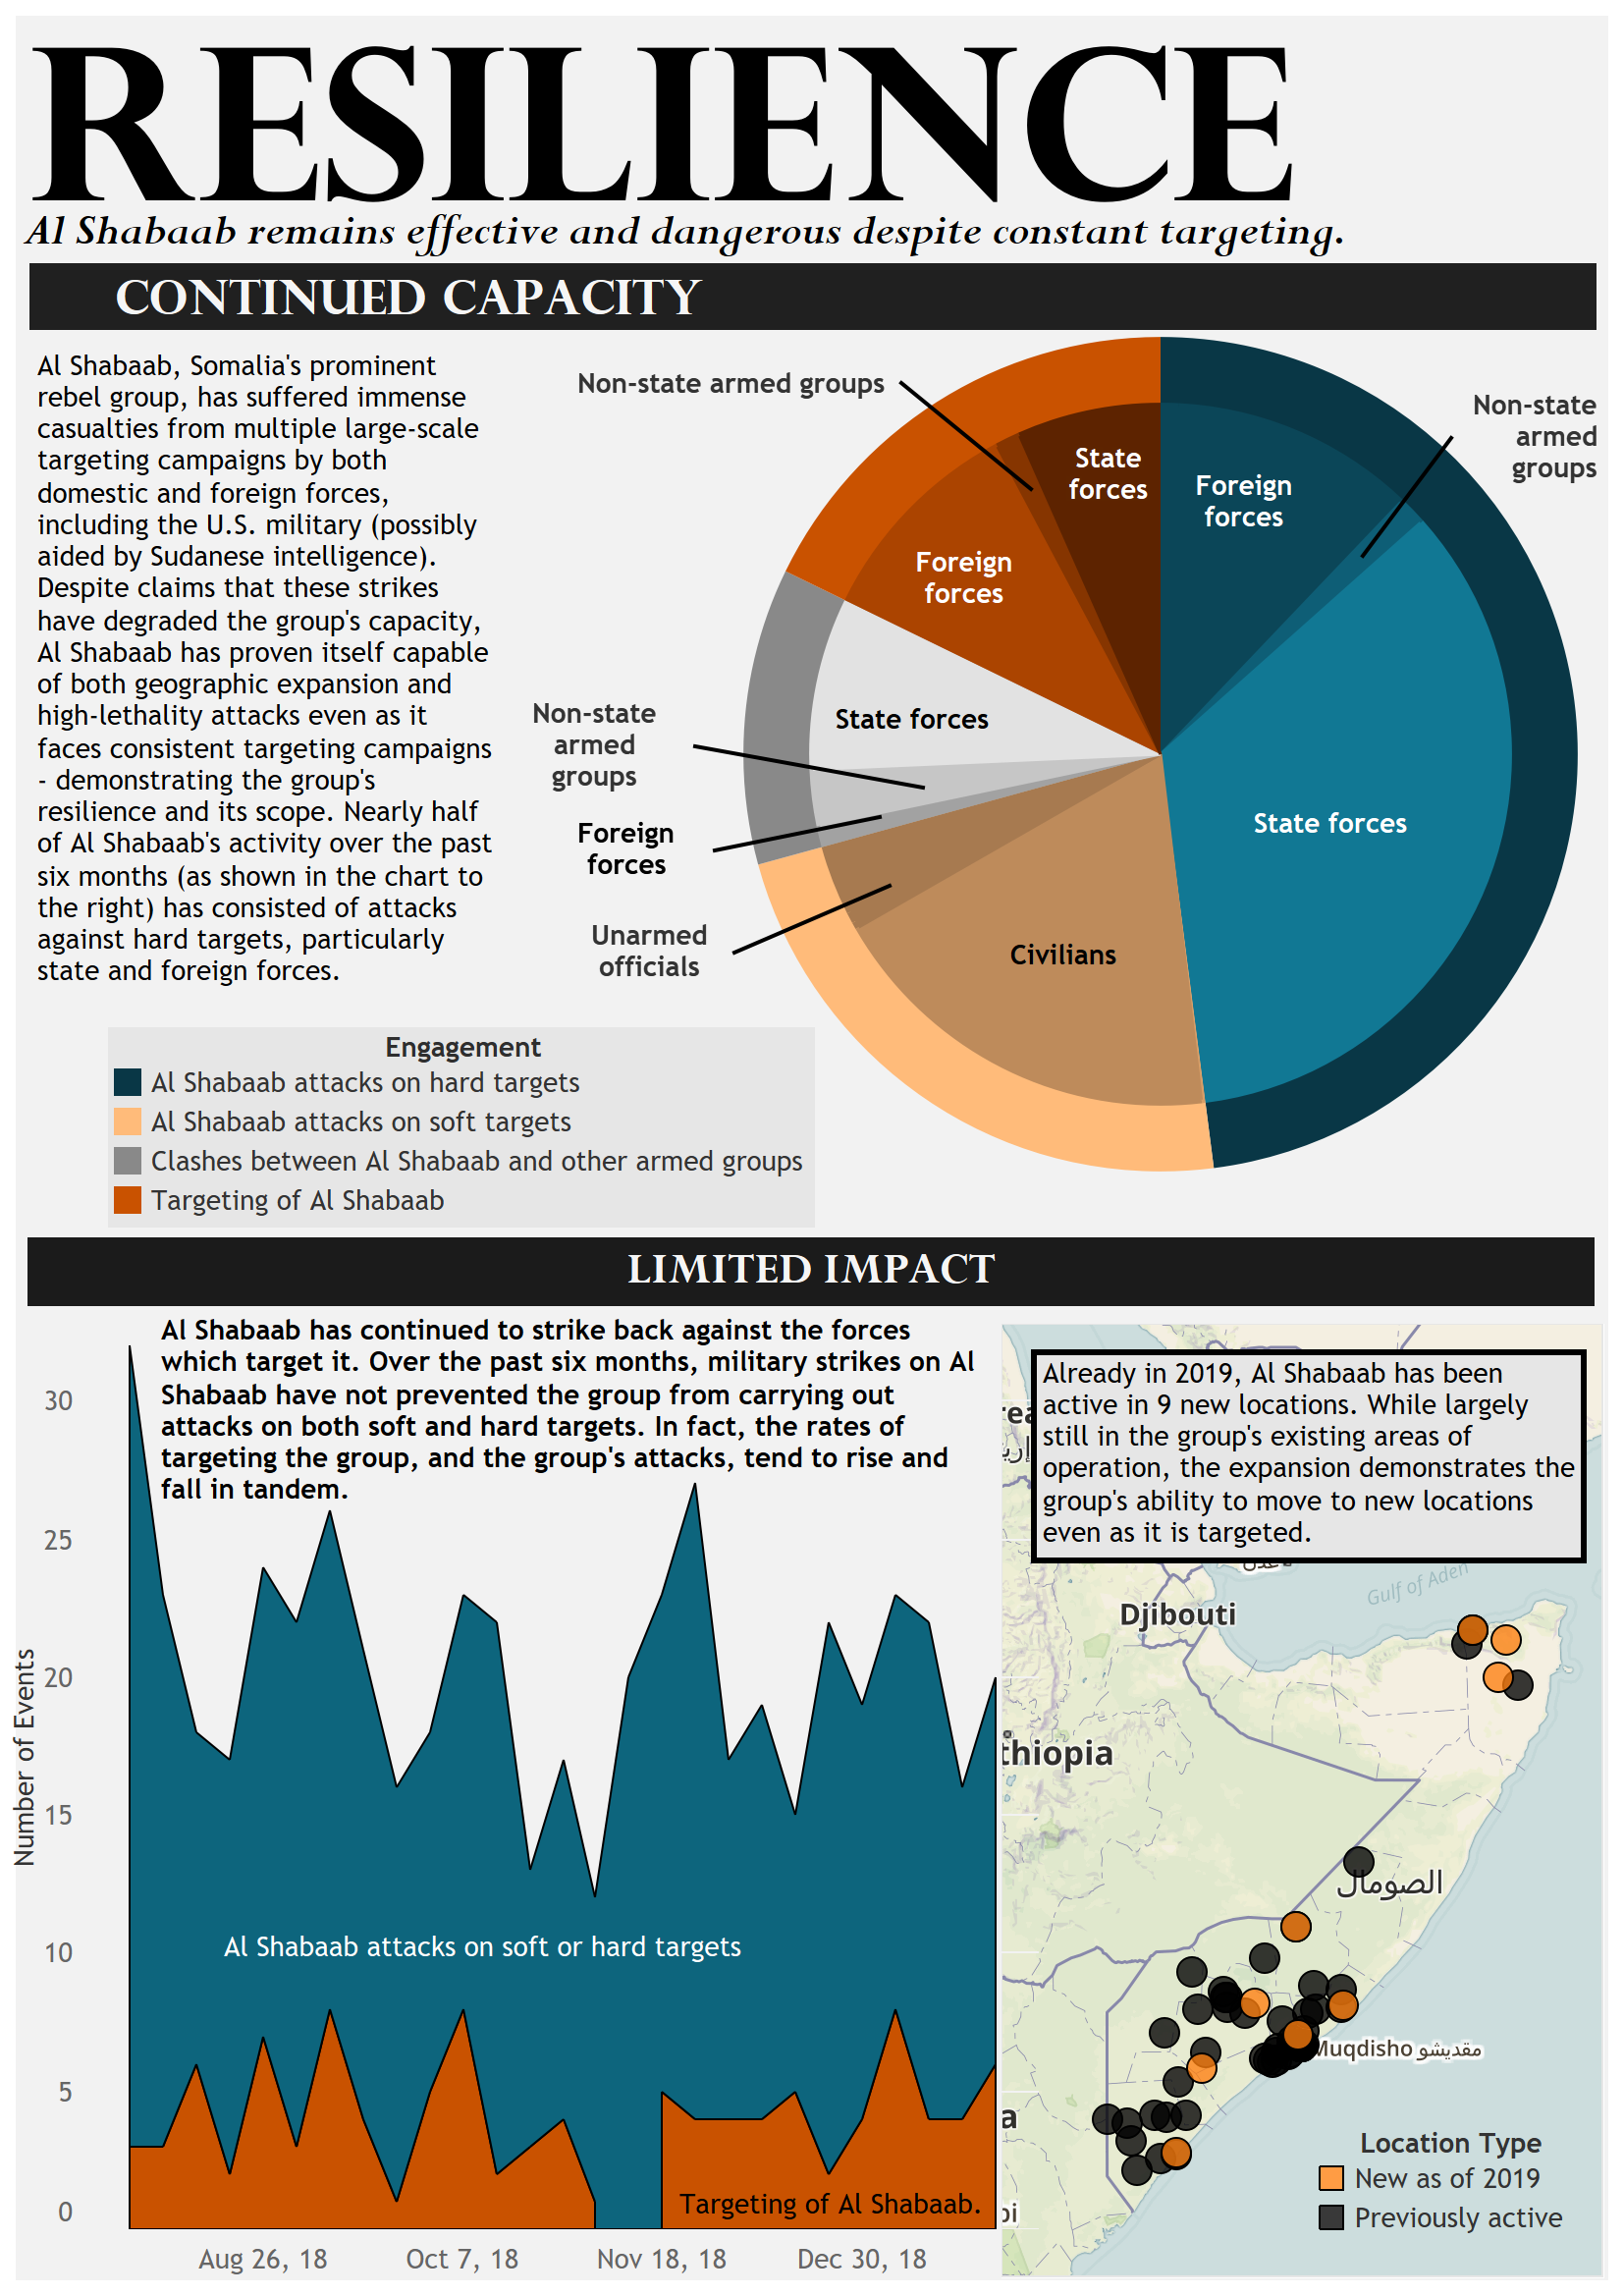 RESILIENCE
Al Shabaab remains effective and dangerous despite constant targeting.
CONTINUED CAPACITY
Al Shabaab, Somalia's prominent
rebel group, has suffered immense
casualties from multiple large-scale
targeting campaigns by both
domestic and foreign forces,
including the U.S. military (possibly
aided by Sudanese intelligence).
Despite claims that these strikes
have degraded the group's capacity,
Al Shabaab has proven itself capable
of both geographic expansion and
high-lethality attacks even as it
faces consistent targeting campaigns
- demonstrating the group's
resilience and its scope. Nearly half
of Al Shabaab's activity over the past
six months (as shown in the chart to
the right) has consisted of attacks
against hard targets, particularly
state and foreign forces.
Non-state armed groups
State
forces
Foreign
forces
Non-state
armed
groups
Foreign
forces
State forces
Non-state
armed
groups
State forces
Foreign
forces
Unarmed
officials
Civilians
Engagement
Al Shabaab attacks on hard targets
Al Shabaab attacks on soft targets
Clashes between Al Shabaab and other armed groups
Targeting of Al Shabaab
LIMITED IMPACT
Al Shabaab has continued to strike back against the forces
which target it. Over the past six months, military strikes on Al
Shabaab have not prevented the group from carrying out
attacks on both soft and hard targets. In fact, the rates of
targeting the group, and the group's attacks, tend to rise and
fall in tandem.
Number of Events
30
25
20
15
10
5
0
Al Shabaab attacks on soft or hard targets
Targeting of Al Shabaab.
Aug 26, 18
Oct 7, 18
Nov 18, 18
Dec 30, 18
Already in 2019, Al Shabaab has been
active in 9 new locations. While largely
still in the group's existing areas of
operation, the expansion demonstrates the
group's ability to move to new locations
even as it is targeted.
Gulf of Aden
Djibouti
thiopia
الصومال
Muqdisho مقديشو
Location Type
New as of 2019
Previously active